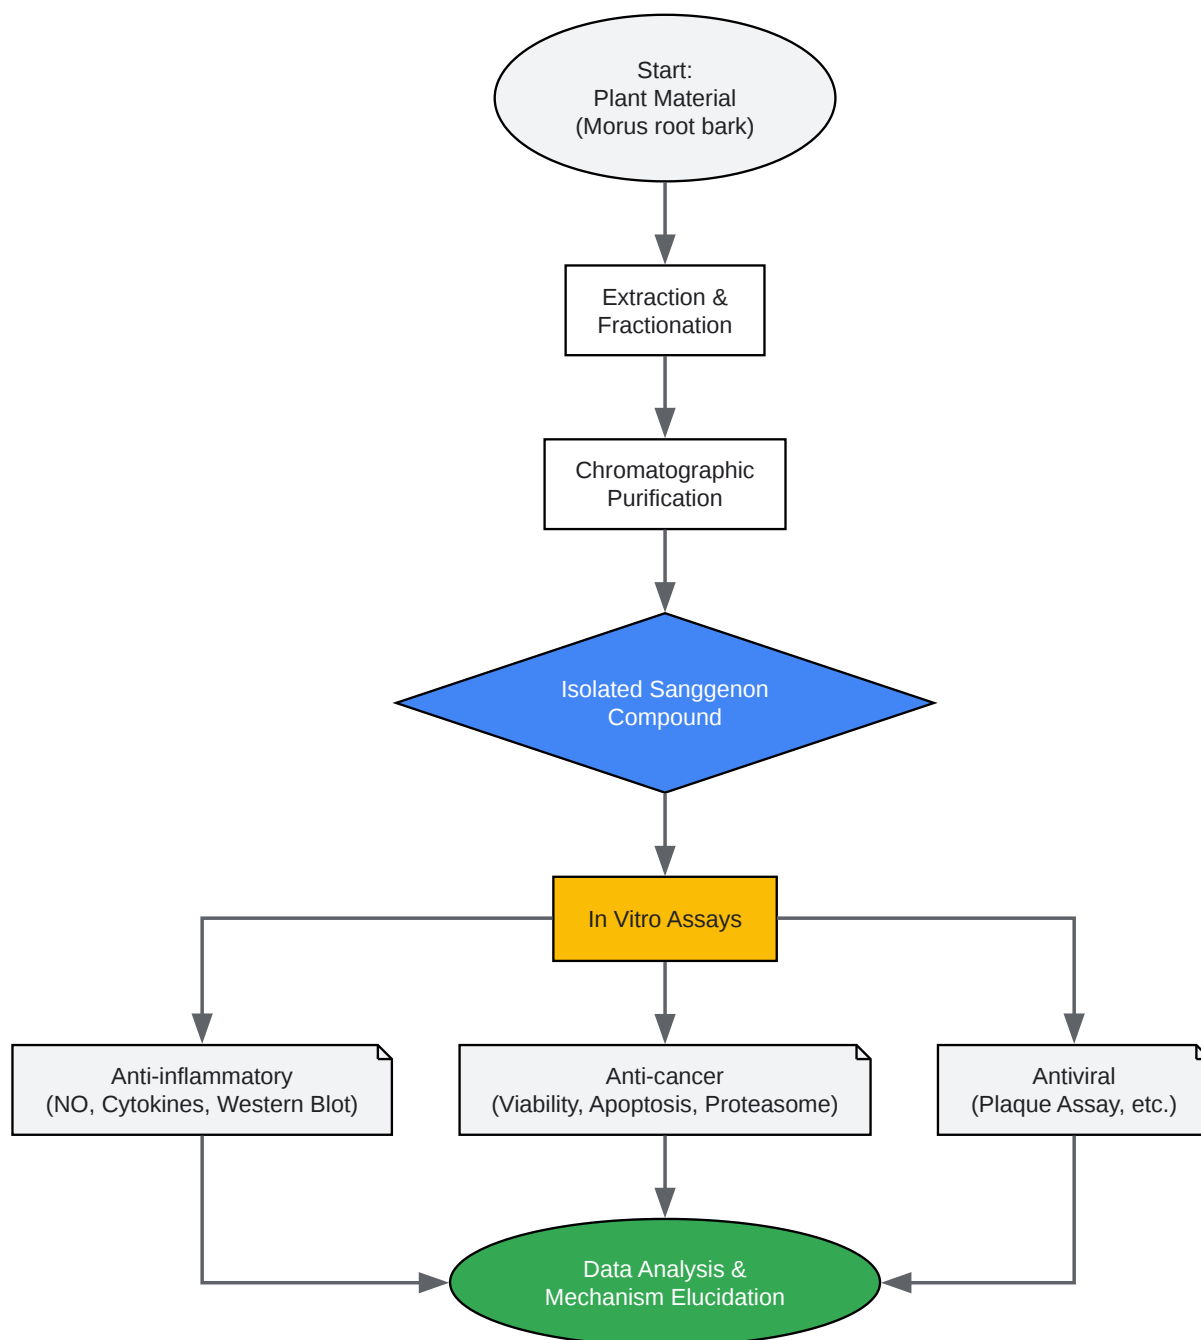 Start:
Plant Material
(Morus root bark)
Extraction &
Fractionation
Chromatographic
Purification
Isolated Sanggenon
Compound
In Vitro Assays
Anti-inflammatory
(NO, Cytokines, Western Blot)
Anti-cancer
(Viability, Apoptosis, Proteasome)
Antiviral
(Plaque Assay, etc.)
Data Analysis &
Mechanism Elucidation